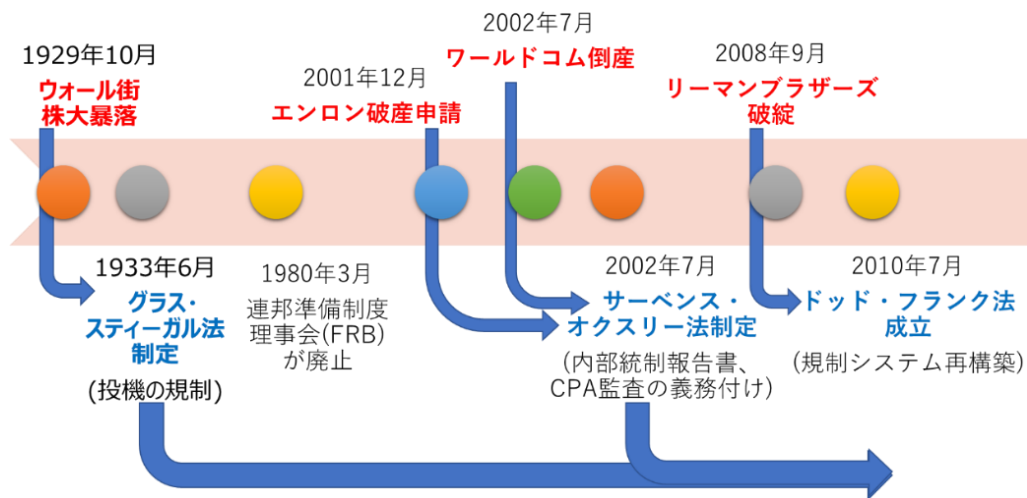 1929年10月
ウォール街
株大暴落
2001年12月
エンロン破産申請
2002年7月
ワールドコム倒産
2008年9月
リーマンブラザーズ
破綻
1933年6月
グラス・
スティーガル法
制定
(投機の規制)
1980年3月
連邦準備制度
理事会(FRB)
が廃止
2002年7月
サーベンス・
オクスリー法制定
(内部統制報告書、
CPA監査の義務付け)
2010年7月
ドッド・フランク法
成立
(規制システム再構築)